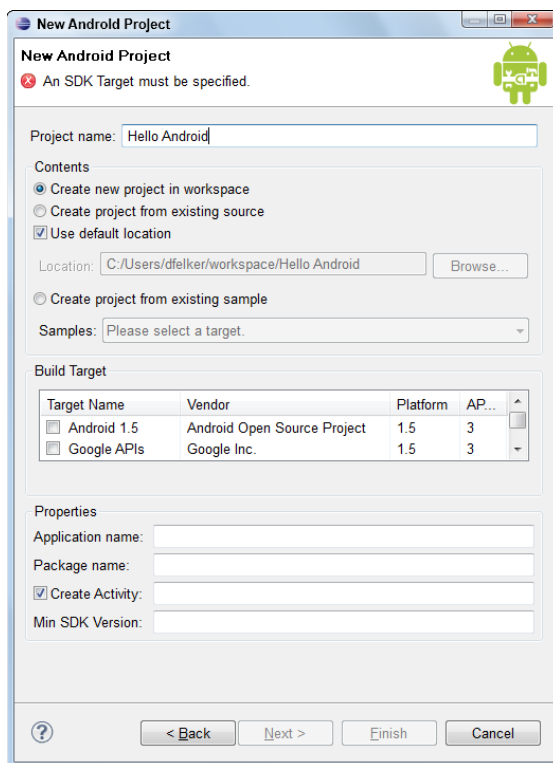 New Android Project
New Android Project
An SDK Target must be specified.
Project name: Hello Android
Contents
Create new project in workspace
Create project from existing source
Use default location
Location: C:/Users/dfelker/workspace/Hello Android Browse...
Create project from existing sample
Samples: Please select a target.
Build Target
Target Name Vendor Platform AP...
Android 1.5 Android Open Source Project 1.5 3
Google APIs Google Inc. 1.5 3
Properties
Application name:
Package name:
Create Activity:
Min SDK Version:
? < Back Next > Finish Cancel